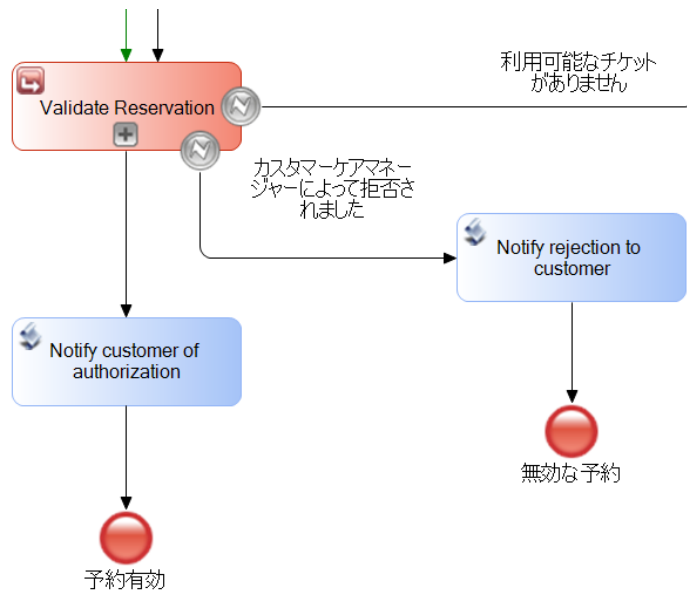 利用可能なチケット
がありません
Validate Reservation
カスタマーケアマネ
ージャーによって拒否さ
れました
Notify rejection to
customer
Notify customer of
authorization
無効な予約
予約有効